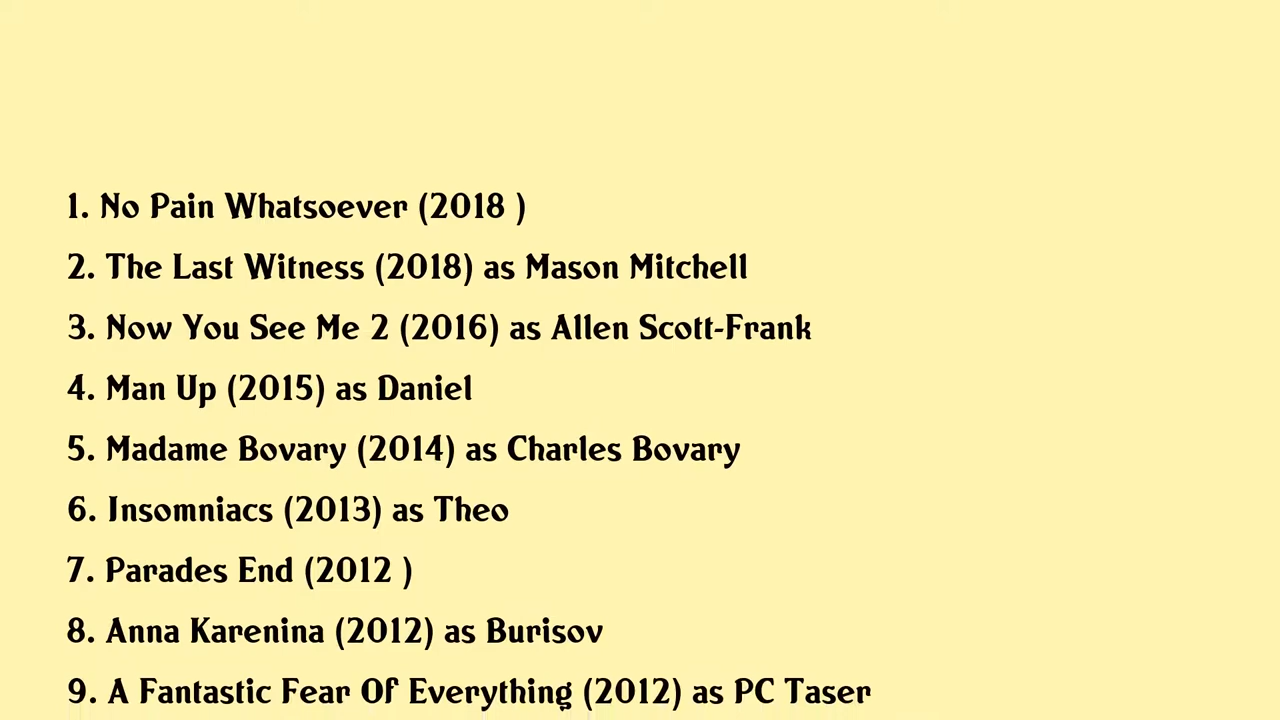 1. No Pain Whatsoever (2018 )
2. The Last Witness (2018) as Mason Mitchell
3. Now You See Me 2 (2016) as Allen Scott-Frank
4. Man Up (2015) as Daniel
5. Madame Bovary (2014) as Charles Bovary
6. Insomniacs (2013) as Theo
7. Parades End (2012 )
8. Anna Karenina (2012) as Burisov
9. A Fantastic Fear Of Everything (2012) as PC Taser